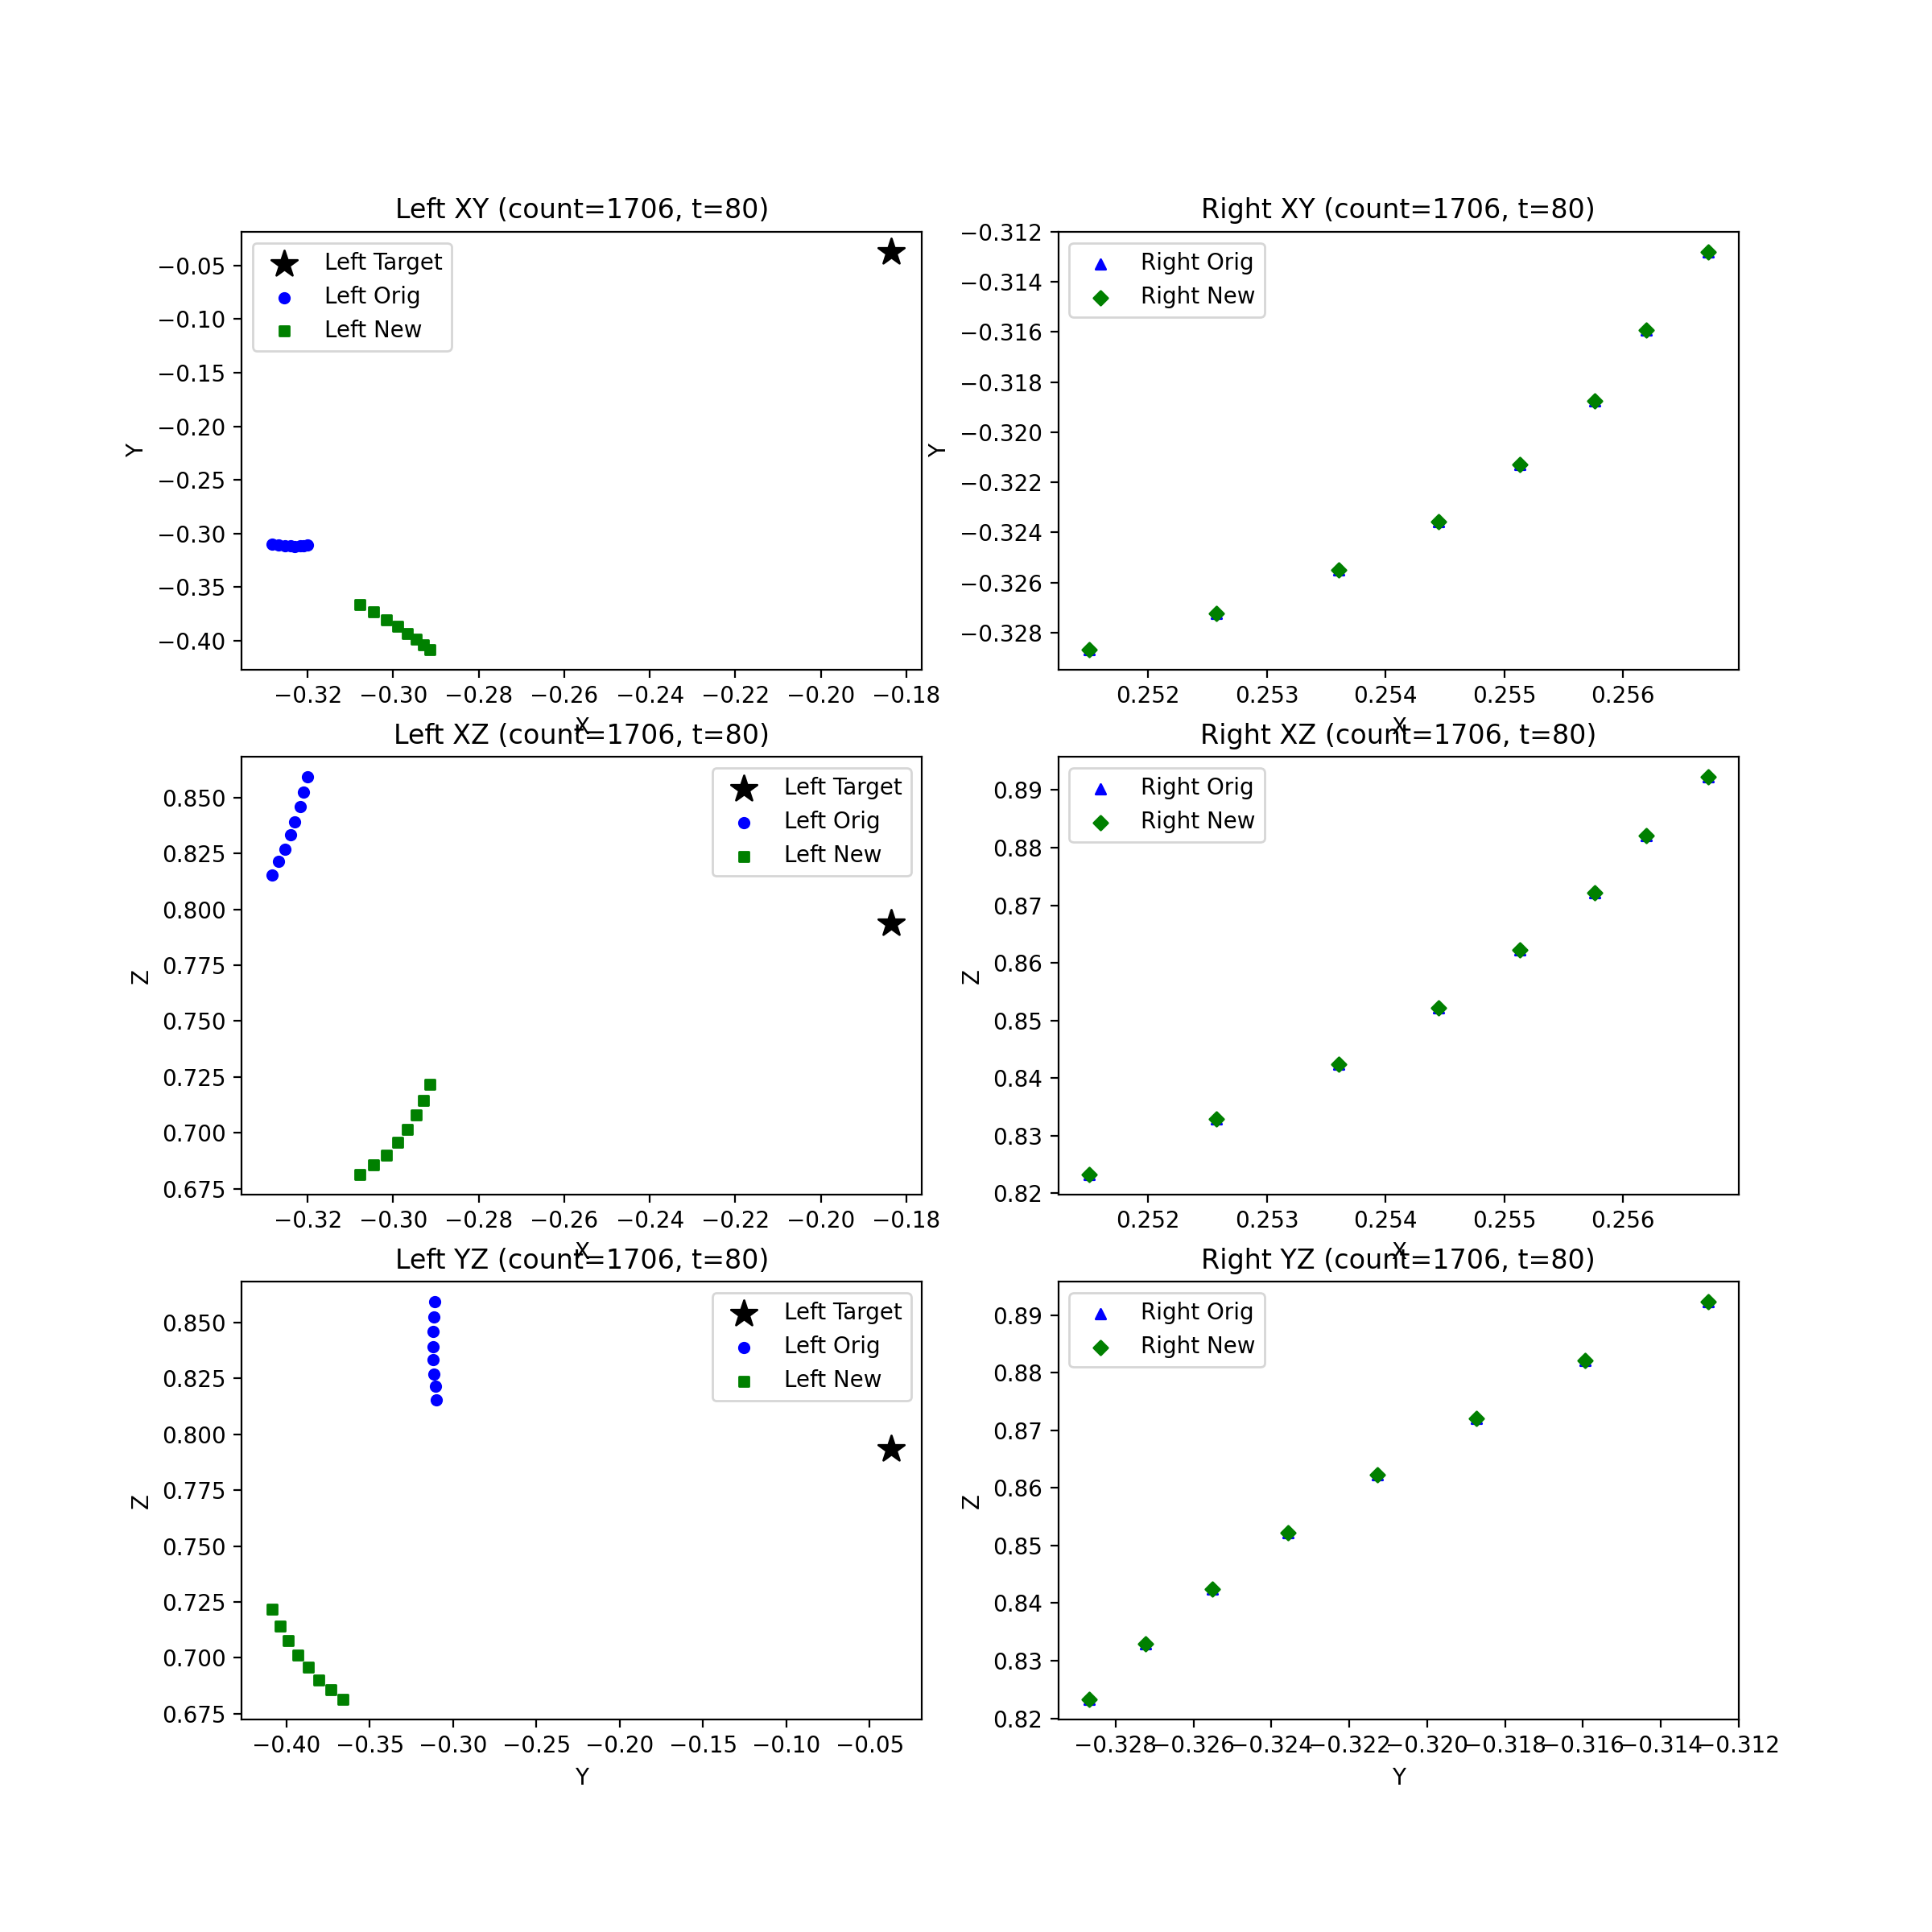 Left XY (count=1706, t=80)
Left Target
Left Orig
Left New
−0.05
−0.10
−0.15
−0.20
−0.25
−0.30
−0.35
−0.40
Y
−0.32 −0.30 −0.28 −0.26 −0.24 −0.22 −0.20 −0.18
X
Right XY (count=1706, t=80)
Right Orig
Right New
−0.312
−0.314
−0.316
−0.318
−0.320
−0.322
−0.324
−0.326
−0.328
Y
0.252 0.253 0.254 0.255 0.256
X
Left XZ (count=1706, t=80)
Left Target
Left Orig
Left New
0.850
0.825
0.800
0.775
0.750
0.725
0.700
0.675
Z
−0.32 −0.30 −0.28 −0.26 −0.24 −0.22 −0.20 −0.18
X
Right XZ (count=1706, t=80)
Right Orig
Right New
0.89
0.88
0.87
0.86
0.85
0.84
0.83
0.82
Z
0.252 0.253 0.254 0.255 0.256
X
Left YZ (count=1706, t=80)
Left Target
Left Orig
Left New
0.850
0.825
0.800
0.775
0.750
0.725
0.700
0.675
Z
−0.40 −0.35 −0.30 −0.25 −0.20 −0.15 −0.10 −0.05
Y
Right YZ (count=1706, t=80)
Right Orig
Right New
0.89
0.88
0.87
0.86
0.85
0.84
0.83
0.82
Z
−0.328 −0.326 −0.324 −0.322 −0.320 −0.318 −0.316 −0.314 −0.312
Y